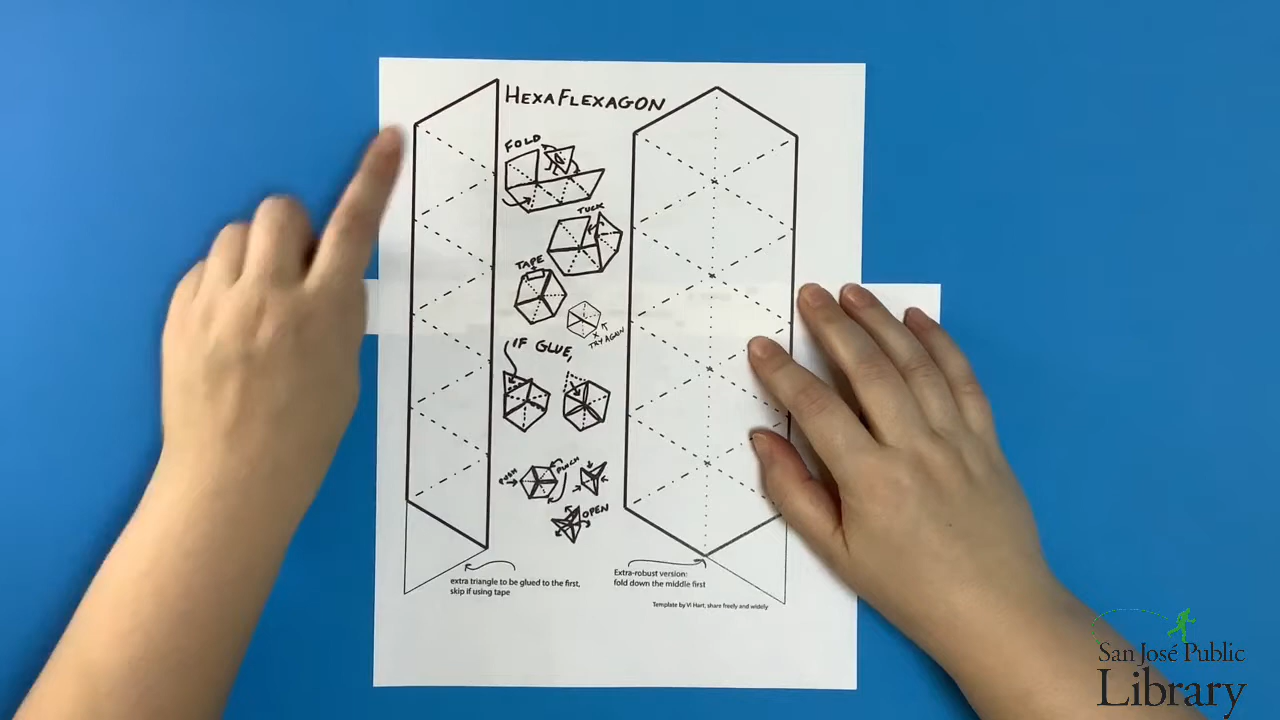 HEXAFLEXAGON
FOLD
TUCK
TAPE
TRY AGAIN
IF GLUE,
PUSH
PINCH
OPEN
extra triangle to be glued to the first,
skip if using tape
Extra-robust version:
fold down the middle first
Template by Vi Hart, share freely and widely
San José Public
Library